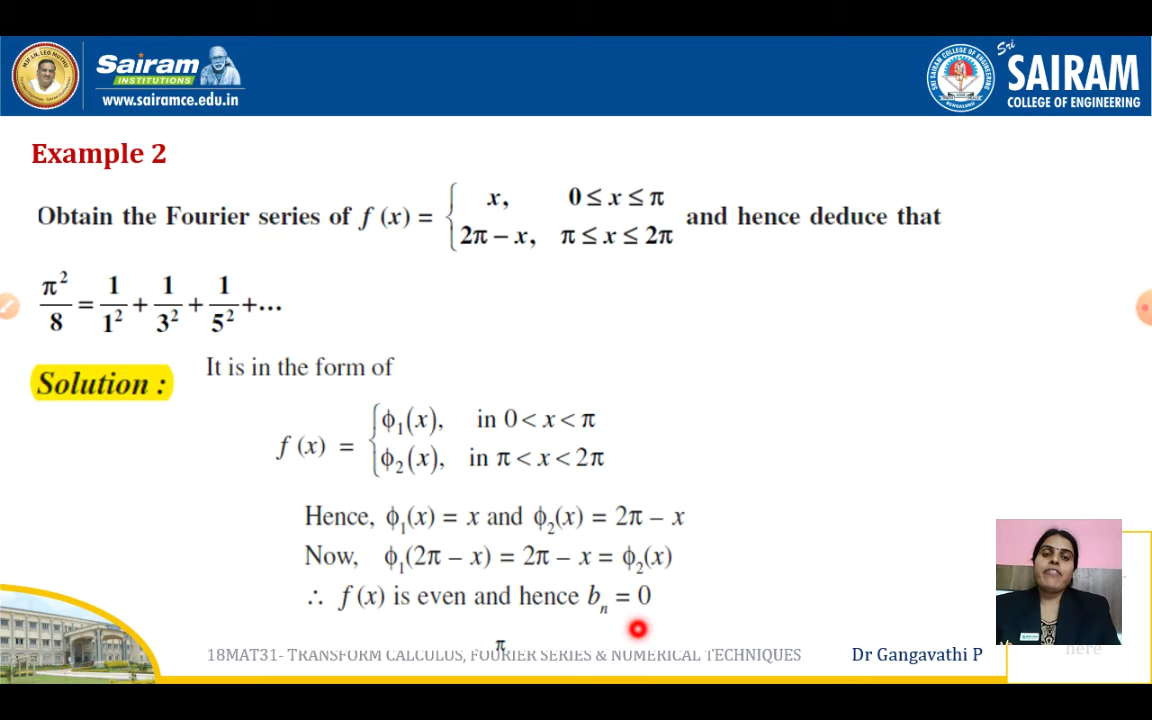 Sairam
INSTITUTIONS
www.sairamce.edu.in
Sri
SAIRAM
COLLEGE OF ENGINEERING
Example 2
Obtain the Fourier series of f (x) = { x, 0 ≤ x ≤ π
2π – x, π ≤ x ≤ 2π and hence deduce that
π²/8 = 1/1² + 1/3² + 1/5² +...
Solution : It is in the form of
f (x) = { ϕ₁(x), in 0 < x < π
ϕ₂(x), in π < x < 2π
Hence, ϕ₁(x) = x and ϕ₂(x) = 2π – x
Now, ϕ₁(2π – x) = 2π – x = ϕ₂(x)
∴ f (x) is even and hence bₙ = 0
π
18MAT31- TRANSFORM CALCULUS, FOURIER SERIES & NUMERICAL TECHNIQUES
Dr Gangavathi P
here